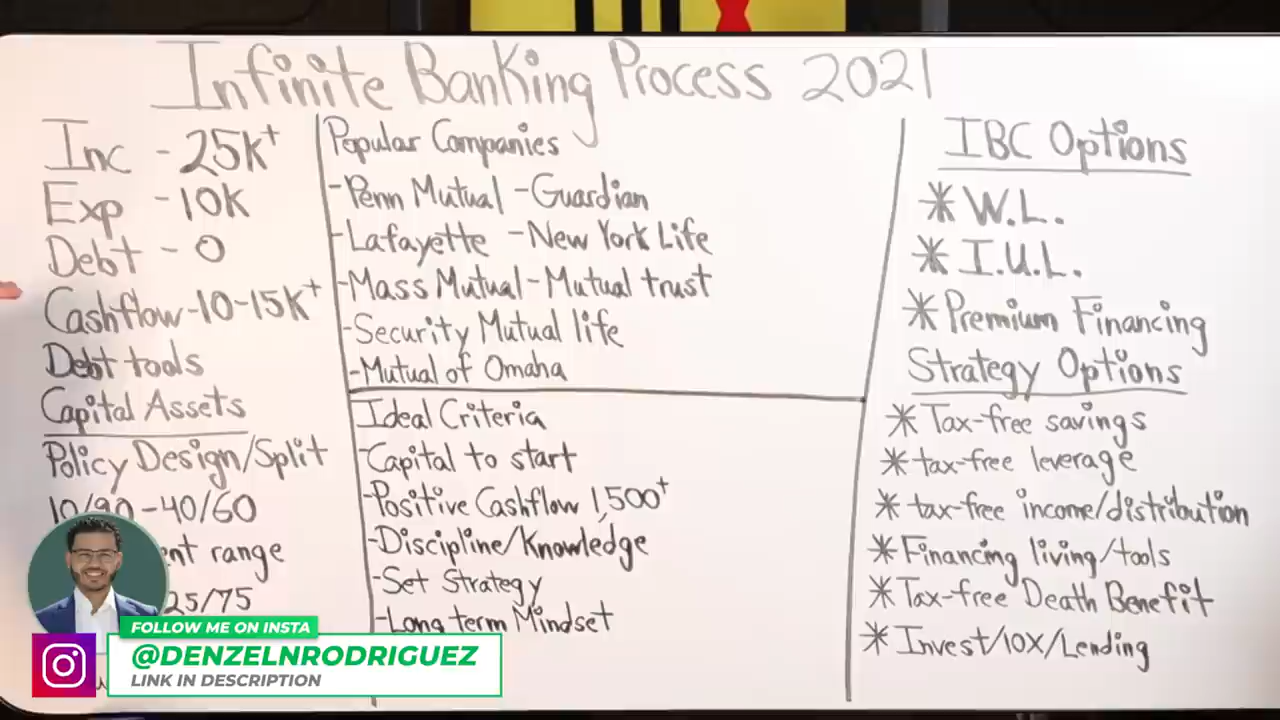 Infinite Banking Process 2021
Inc - 25K+
Exp - 10K
Debt - 0
Cashflow - 10-15K+
Debt tools
Capital Assets
Policy Design/Split
10/90 - 40/60
range
25/75
Popular Companies
- Penn Mutual - Guardian
- Lafayette - New York Life
- Mass Mutual - Mutual trust
- Security Mutual life
- Mutual of Omaha
Ideal Criteria
- Capital to start
- Positive Cashflow 1,500+
- Discipline/Knowledge
- Set Strategy
- Long term Mindset
IBC Options
* W.L.
* I.U.L.
* Premium Financing
Strategy Options
* Tax-free savings
* tax-free leverage
* tax-free income/distribution
* Financing living/tools
* Tax-free Death Benefit
* Invest/10X/Lending
FOLLOW ME ON INSTA
@DENZELNRODRIGUEZ
LINK IN DESCRIPTION